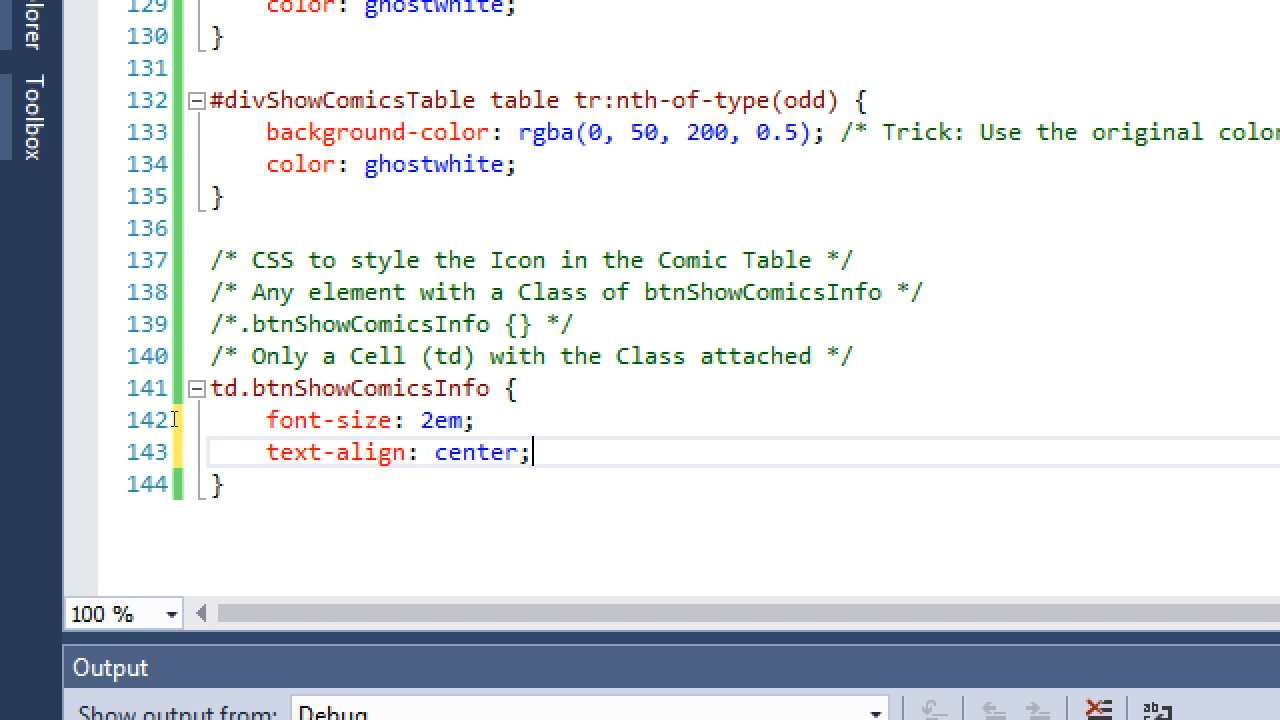 plorer
Toolbox
129 color: ghostwhite;
130 }
131
132 #divShowComicsTable table tr:nth-of-type(odd) {
133 background-color: rgba(0, 50, 200, 0.5); /* Trick: Use the original color
134 color: ghostwhite;
135 }
136
137 /* CSS to style the Icon in the Comic Table */
138 /* Any element with a Class of btnShowComicsInfo */
139 /*.btnShowComicsInfo {} */
140 /* Only a Cell (td) with the Class attached */
141 td.btnShowComicsInfo {
142 font-size: 2em;
143 text-align: center;
144 }
100 %
Output
Show output from: Debug